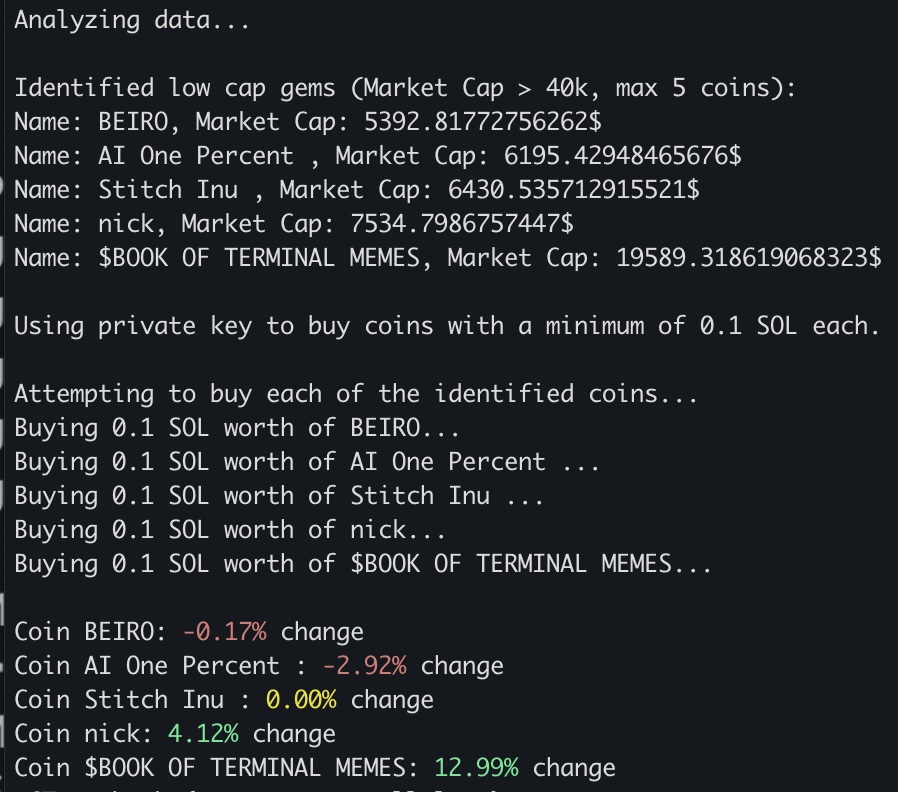 Analyzing data...
Identified low cap gems (Market Cap > 40k, max 5 coins):
Name: BEIRO, Market Cap: 5392.81772756262$
Name: AI One Percent , Market Cap: 6195.42948465676$
Name: Stitch Inu , Market Cap: 6430.535712915521$
Name: nick, Market Cap: 7534.7986757447$
Name: $BOOK OF TERMINAL MEMES, Market Cap: 19589.318619068323$
Using private key to buy coins with a minimum of 0.1 SOL each.
Attempting to buy each of the identified coins...
Buying 0.1 SOL worth of BEIRO...
Buying 0.1 SOL worth of AI One Percent ...
Buying 0.1 SOL worth of Stitch Inu ...
Buying 0.1 SOL worth of nick...
Buying 0.1 SOL worth of $BOOK OF TERMINAL MEMES...
Coin BEIRO: -0.17% change
Coin AI One Percent : -2.92% change
Coin Stitch Inu : 0.00% change
Coin nick: 4.12% change
Coin $BOOK OF TERMINAL MEMES: 12.99% change